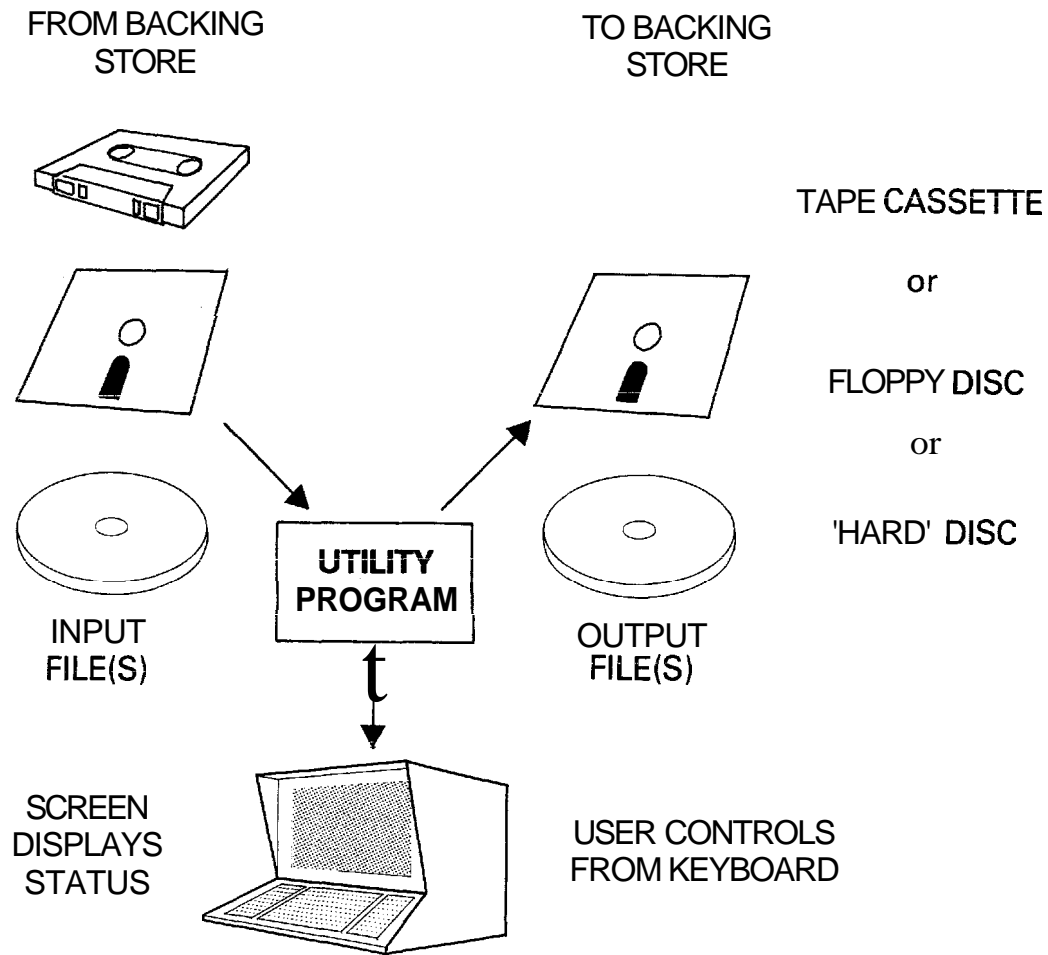 FROM BACKING
STORE
TO BACKING
STORE
TAPE CASSETTE
or
FLOPPY DISC
or
'HARD' DISC
UTILITY
PROGRAM
INPUT
FILE(S)
OUTPUT
FILE(S)
t
SCREEN
DISPLAYS
STATUS
USER CONTROLS
FROM KEYBOARD